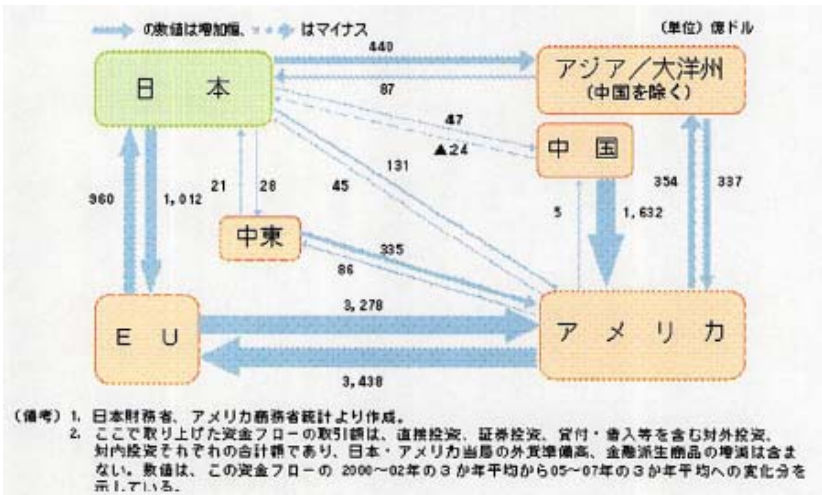 の数値は増加幅、 はマイナス
(単位) 億ドル
440
日 本
アジア/大洋州
(中国を除く)
87
47
中 国
▲24
131
354
337
960
1,012
21
28
45
5
1,632
中東
335
86
3,278
E U
ア メ リ カ
3,438
(備考) 1. 日本財務省、アメリカ商務省統計より作成。
2. ここで取り上げた資金フローの取引額は、直接投資、証券投資、貸付・借入等を含む対外投資、
対内投資それぞれの合計額であり、日本・アメリカ当局の外貨準備高、金融派生商品の増減は含ま
ない。数値は、この資金フローの 2000～02年の3か年平均から05～07年の3か年平均への変化分を
示している。